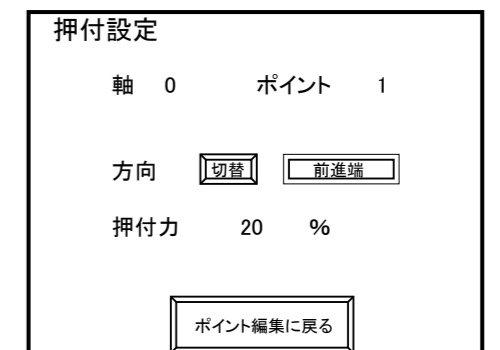 押付設定
軸 0 ポイント 1
方向 切替 前進端
押付力 20 %
ポイント編集に戻る